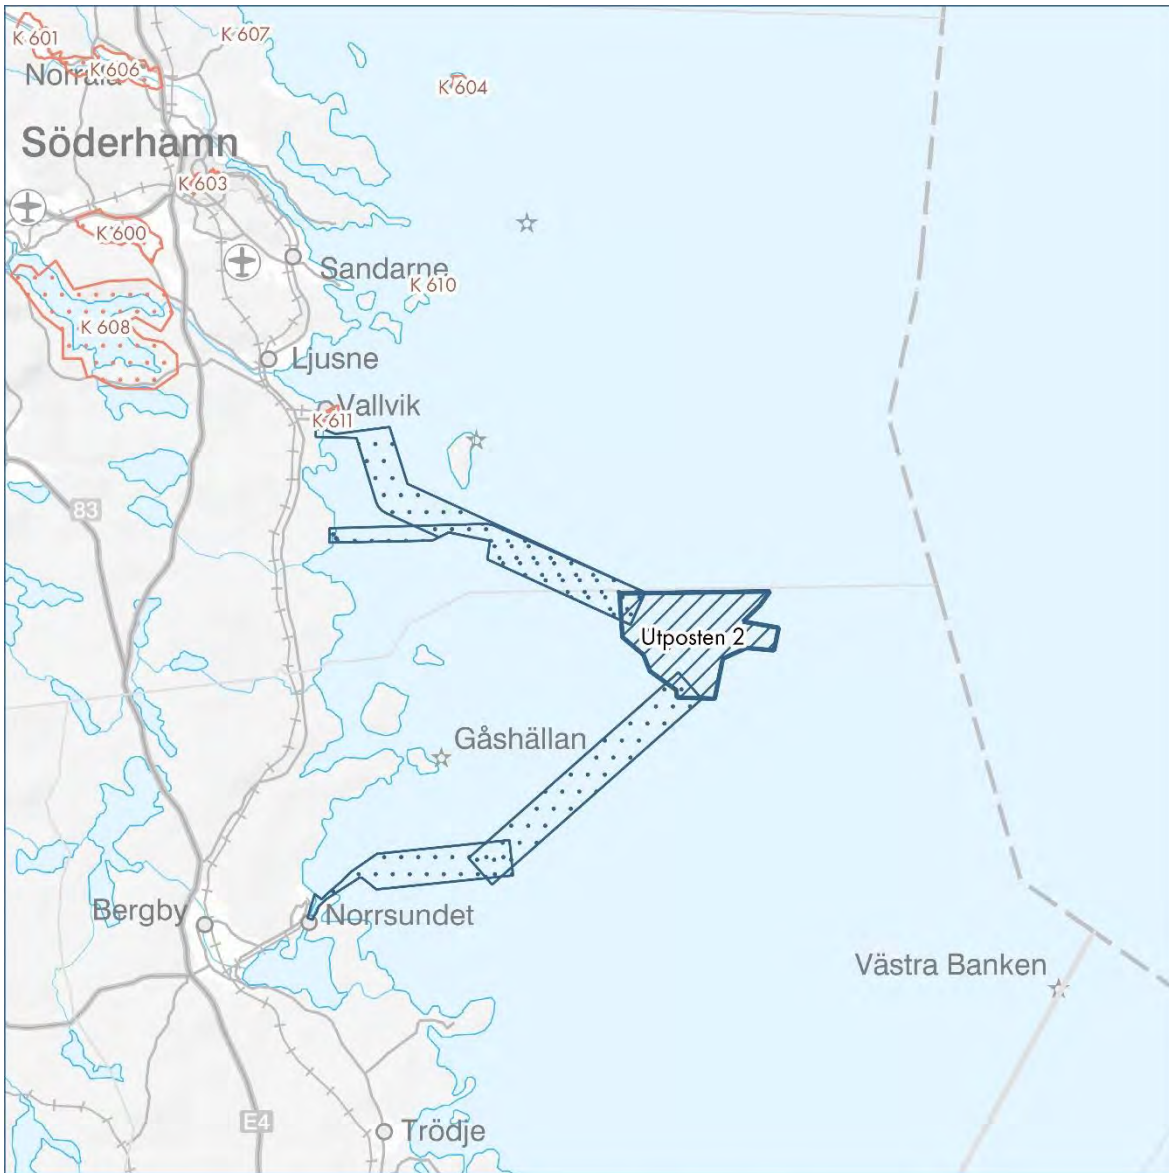 K 601
K 607
K 606
K 604
Söderhamn
K 603
K 600
Sandarne
K 610
K 608
Ljusne
Vallvik
K 611
83
Utposten 2
Gåshällan
Bergby
Norrsundet
Västra Banken
E4
Trödje